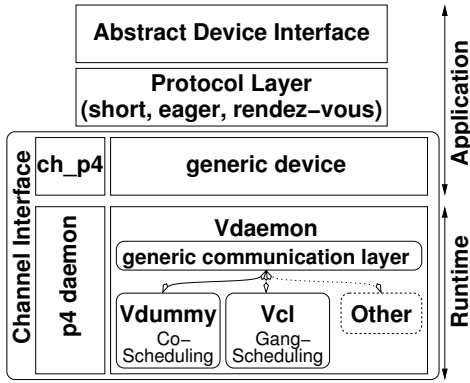 Abstract Device Interface
Protocol Layer
(short, eager, rendez-vous)
Application
Channel Interface
ch_p4
generic device
p4 daemon
Vdaemon
generic communication layer
Vdummy
Co-
Scheduling
Vcl
Gang-
Scheduling
Other
Runtime